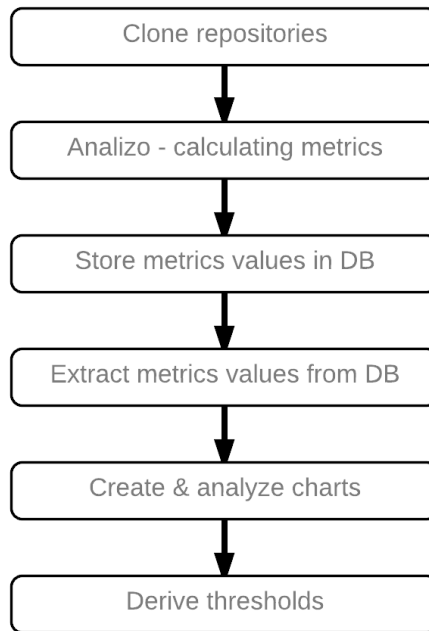 Clone repositories
Analizo - calculating metrics
Store metrics values in DB
Extract metrics values from DB
Create & analyze charts
Derive thresholds